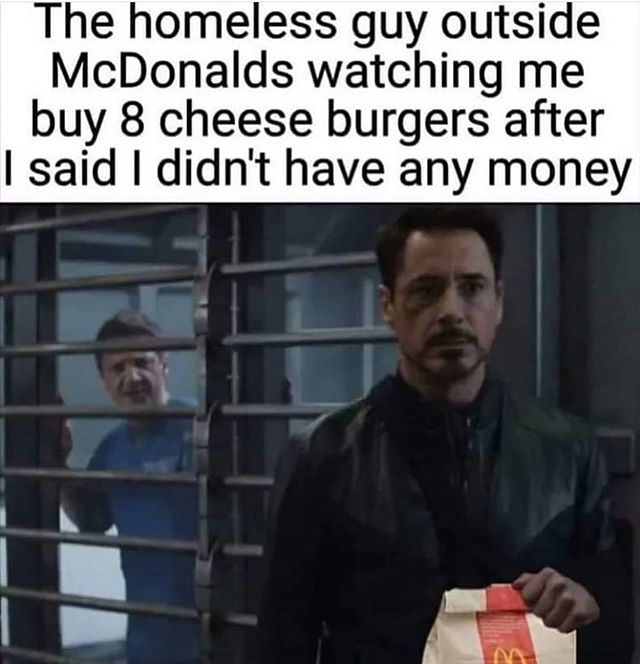 The homeless guy outside
McDonalds watching me
buy 8 cheese burgers after
I said I didn't have any money